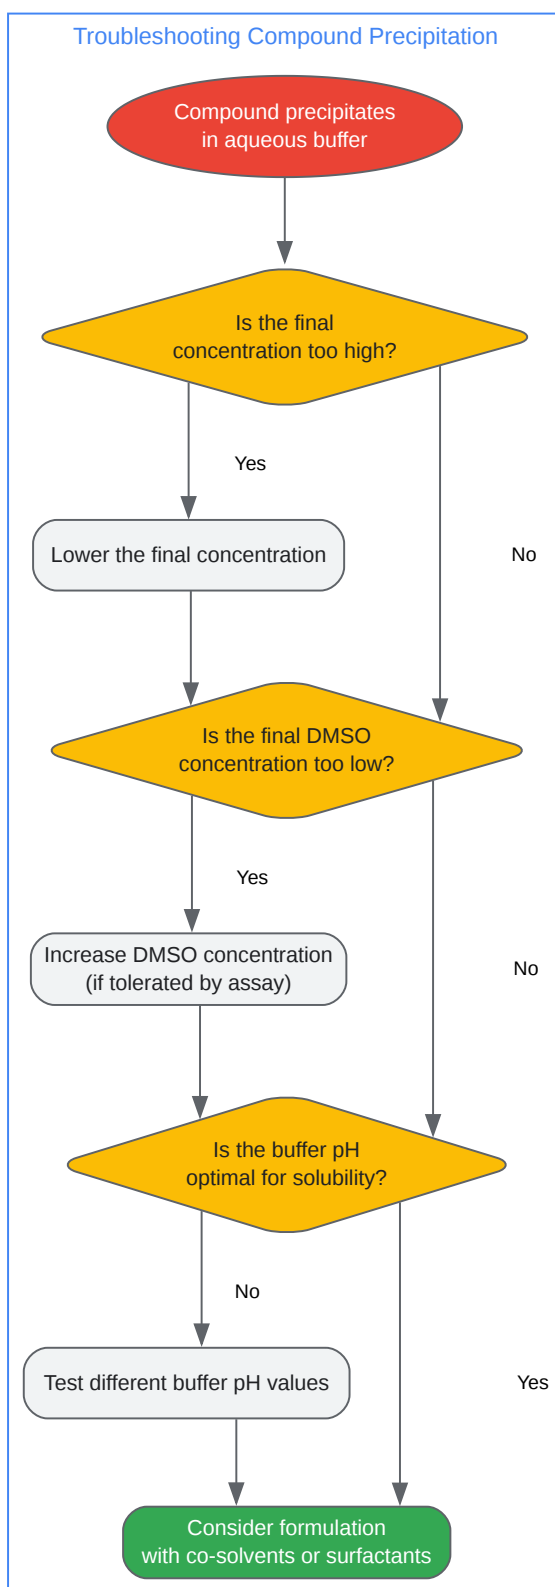 Troubleshooting Compound Precipitation
Compound precipitates
in aqueous buffer
Is the final
concentration too high?
Yes
Lower the final concentration
No
Is the final DMSO
concentration too low?
Yes
Increase DMSO concentration
(if tolerated by assay)
No
Is the buffer pH
optimal for solubility?
No
Test different buffer pH values
Yes
Consider formulation
with co-solvents or surfactants